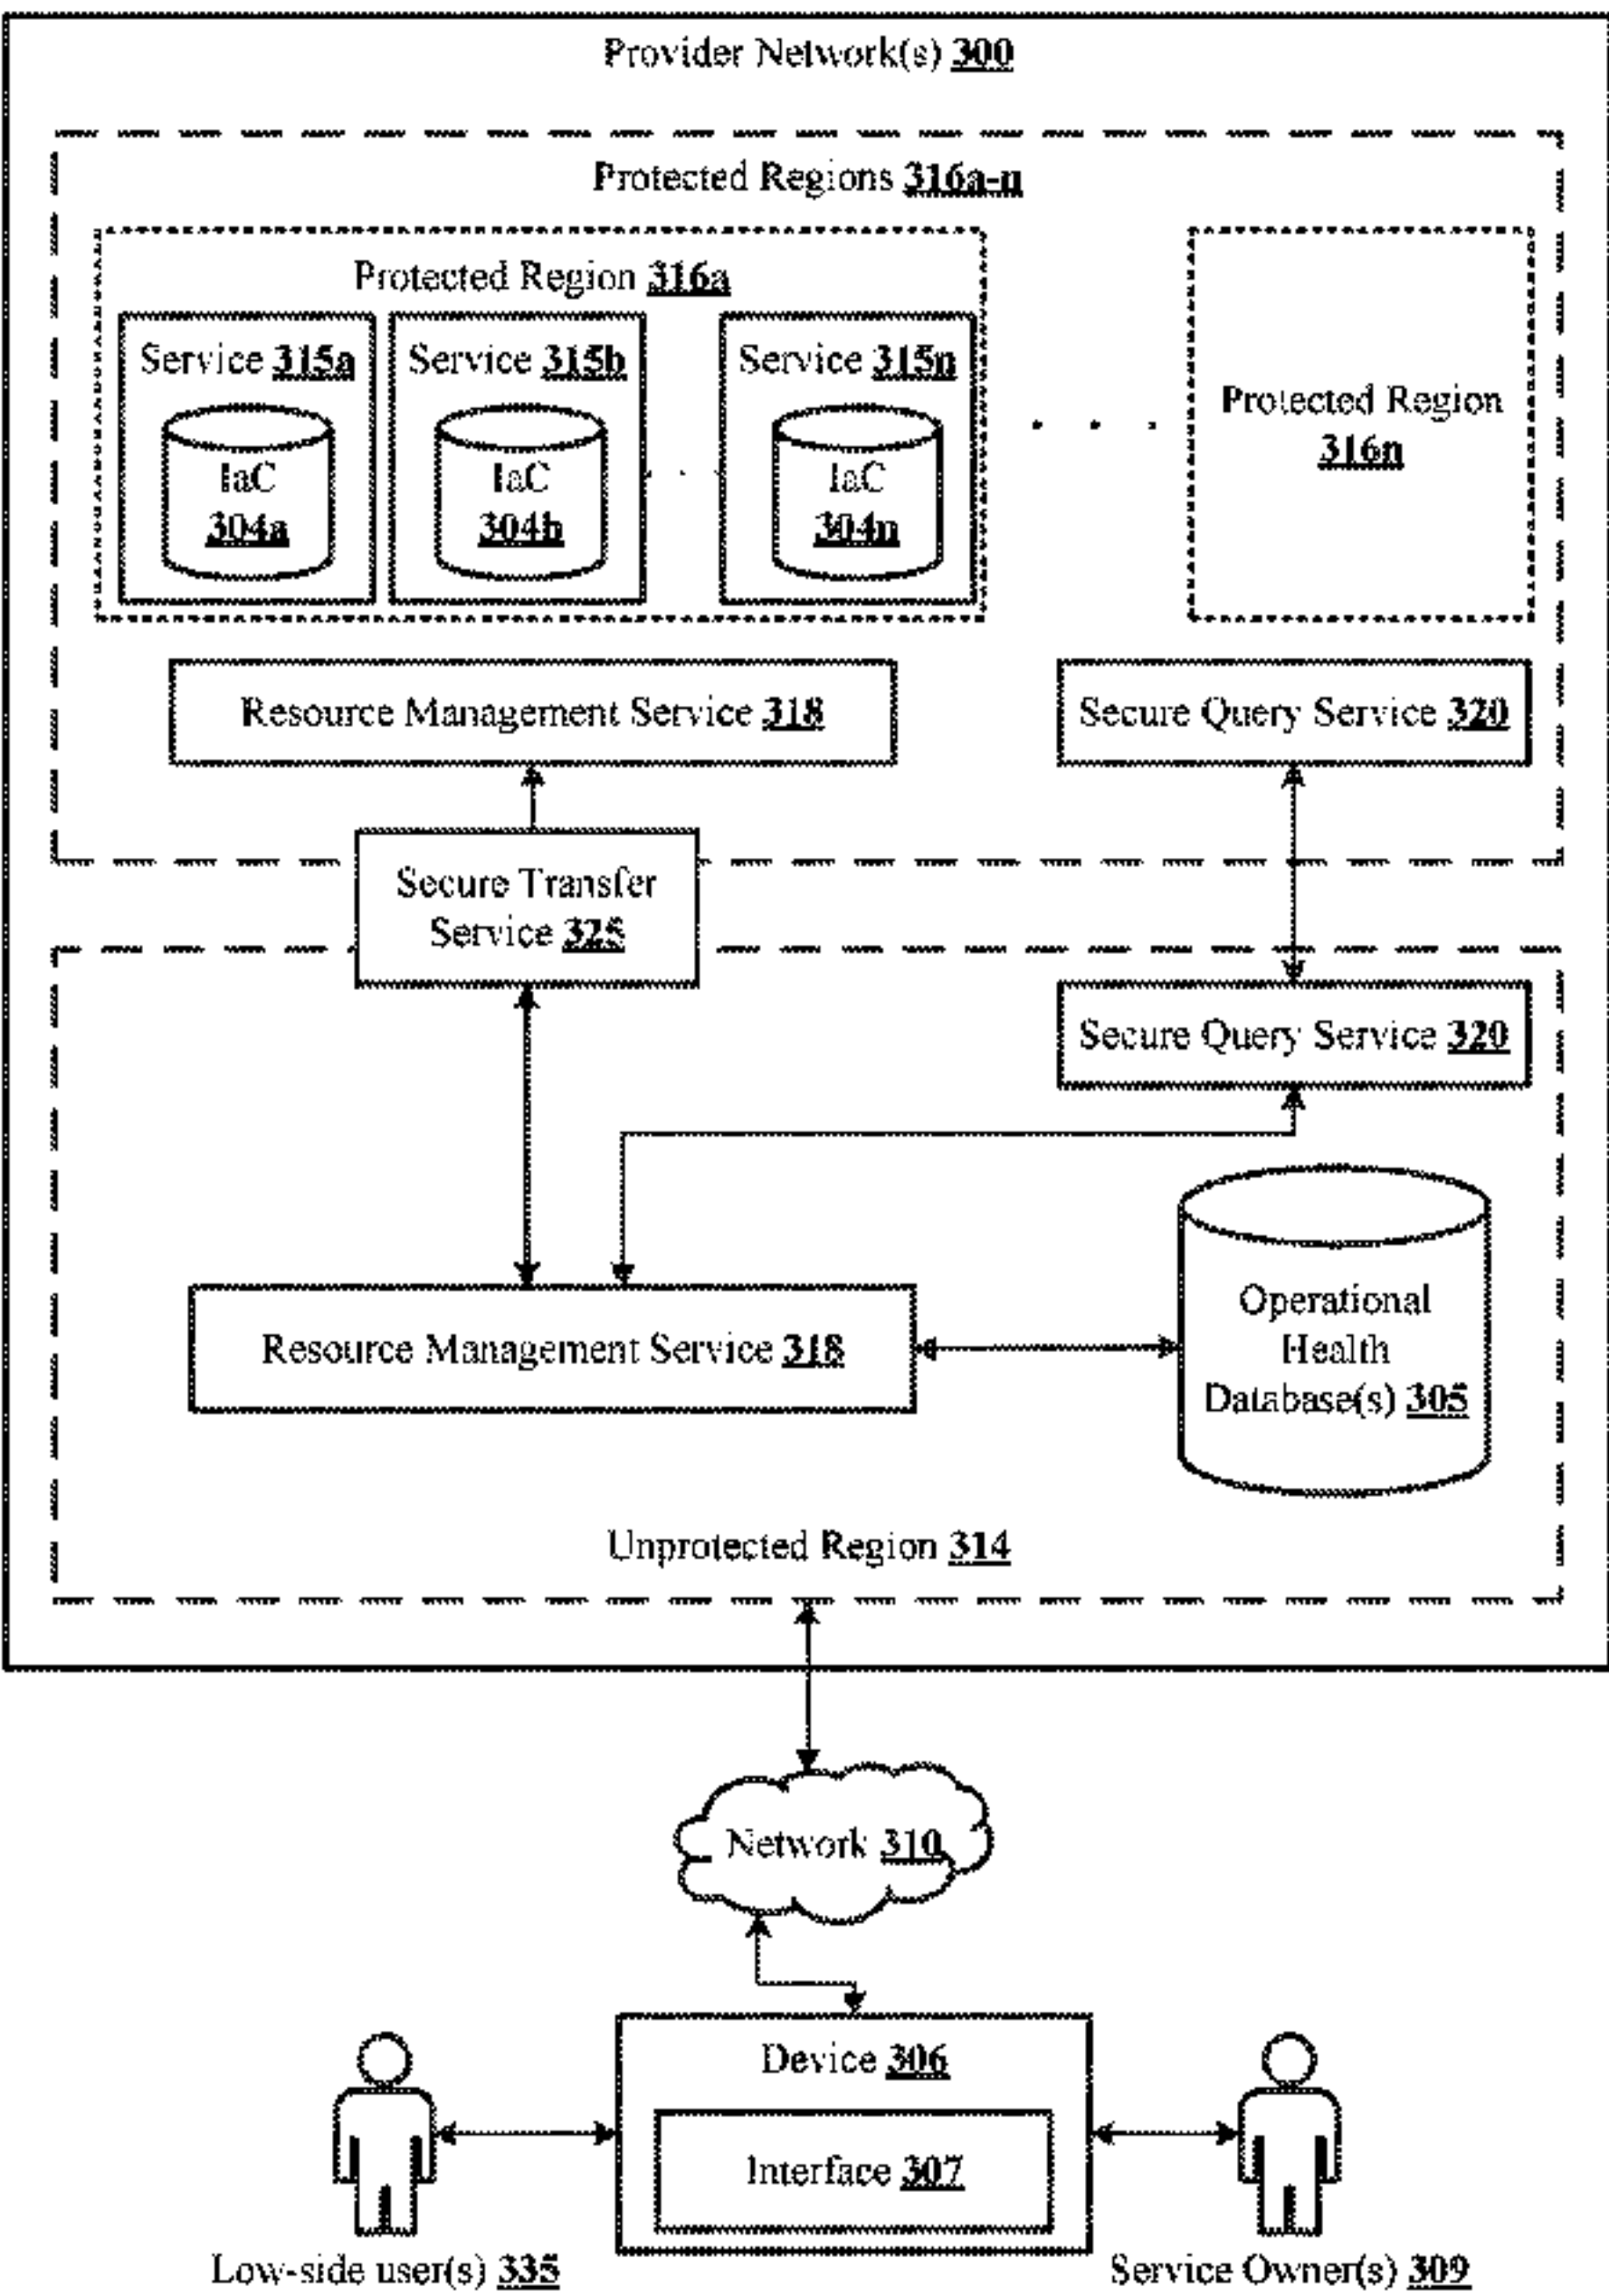 Provider Network(s) 300
Protected Regions 316a-n
Protected Region 316a
Service 315a
Service 315b
Service 315n
IaC
304a
IaC
304b
IaC
304n
Protected Region
316n
Resource Management Service 318
Secure Query Service 320
Secure Transfer
Service 325
Secure Query Service 320
Resource Management Service 318
Operational
Health
Database(s) 305
Unprotected Region 314
Network 310
Device 306
Interface 307
Low-side user(s) 335
Service Owner(s) 309